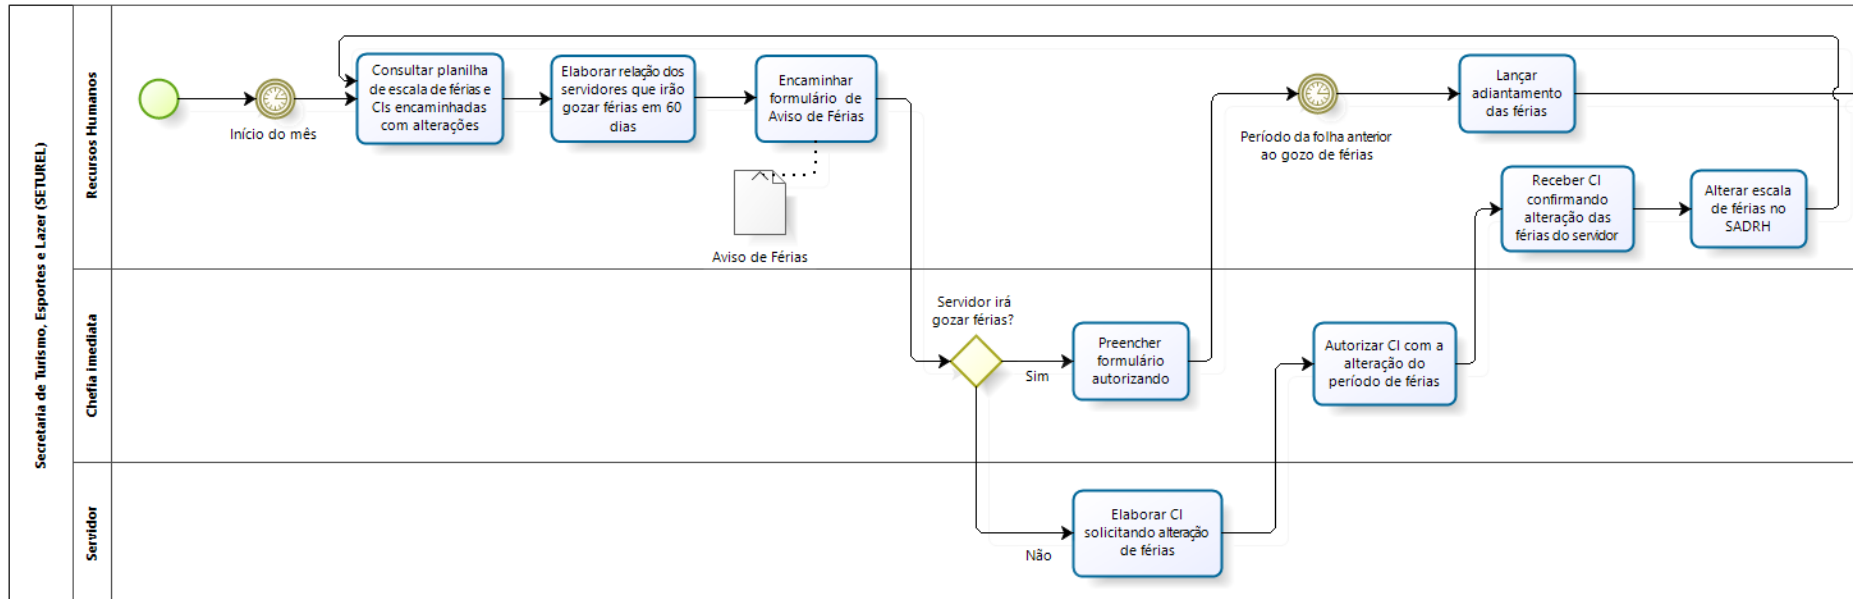 Secretaria de Turismo, Esportes e Lazer (SETUREL)
Recursos Humanos
Início do mês
Consultar planilha
de escala de férias e
CIs encaminhadas
com alterações
Elaborar relação dos
servidores que irão
gozar férias em 60
dias
Encaminhar
formulário de
Aviso de Férias
Aviso de Férias
Período da folha anterior
ao gozo de férias
Lançar
adiantamento
das férias
Receber CI
confirmando
alteração das
férias do servidor
Alterar escala
de férias no
SADRH
Chefia imediata
Servidor irá
gozar férias?
Sim
Preencher
formulário
autorizando
Autorizar CI com a
alteração do
período de férias
Servidor
Não
Elaborar CI
solicitando alteração
de férias